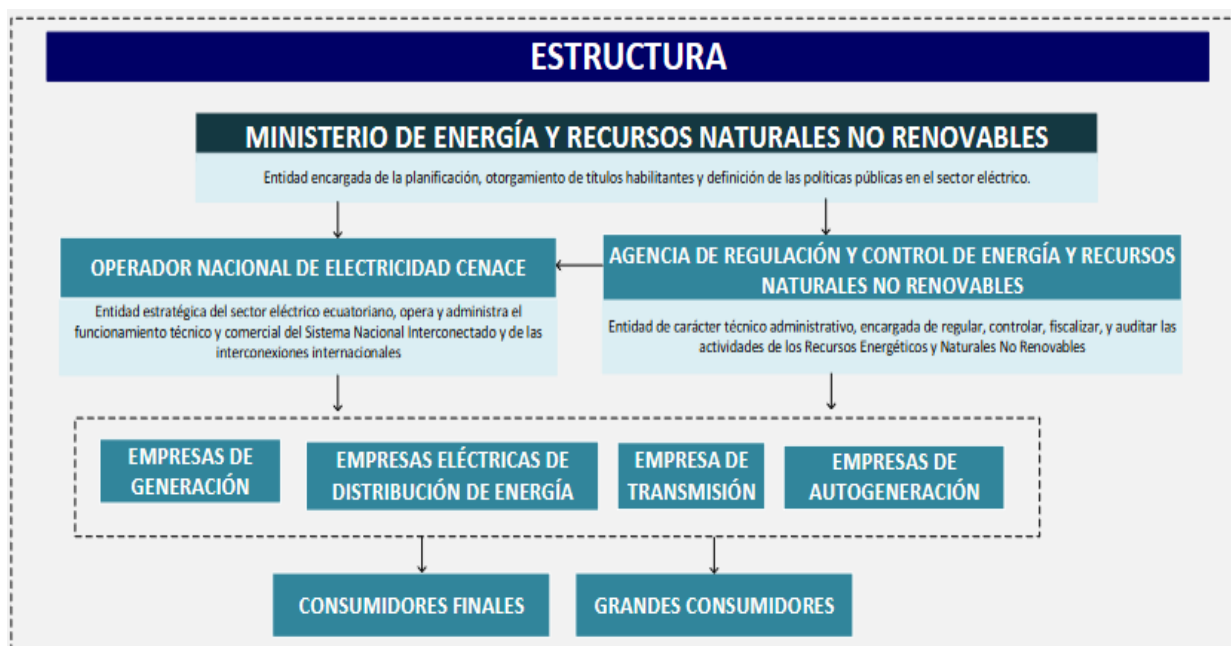 ESTRUCTURA
MINISTERIO DE ENERGÍA Y RECURSOS NATURALES NO RENOVABLES
Entidad encargada de la planificación, otorgamiento de títulos habilitantes y definición de las políticas públicas en el sector eléctrico.
OPERADOR NACIONAL DE ELECTRICIDAD CENACE
Entidad estratégica del sector eléctrico ecuatoriano, opera y administra el
funcionamiento técnico y comercial del Sistema Nacional Interconectado y de las
interconexiones internacionales
AGENCIA DE REGULACIÓN Y CONTROL DE ENERGÍA Y RECURSOS
NATURALES NO RENOVABLES
Entidad de carácter técnico administrativo, encargada de regular, controlar, fiscalizar, y auditar las
actividades de los Recursos Energéticos y Naturales No Renovables
EMPRESAS DE
GENERACIÓN
EMPRESAS ELÉCTRICAS DE
DISTRIBUCIÓN DE ENERGÍA
EMPRESA DE
TRANSMISIÓN
EMPRESAS DE
AUTOGENERACIÓN
CONSUMIDORES FINALES
GRANDES CONSUMIDORES